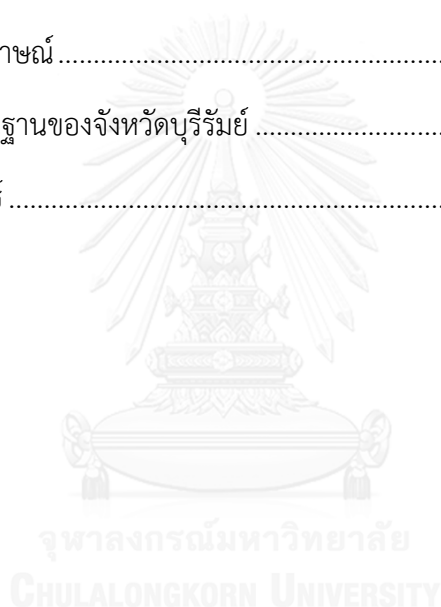 าษณ์ ........................................................
ฐานของจังหวัดบุรีรัมย์ ...........................
์ ..............................................................
จุฬาลงกรณ์มหาวิทยาลัย
CHULALONGKORN UNIVERSITY